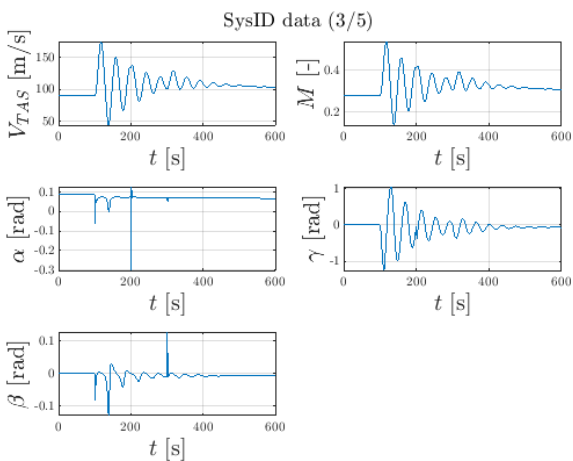 SysID data (3/5)
V_TAS [m/s]
150
100
50
0 200 400 600
t [s]
M [-]
0.4
0.2
0 200 400 600
t [s]
α [rad]
0.1
0
-0.1
-0.2
-0.3
0 200 400 600
t [s]
γ [rad]
1
0
-1
0 200 400 600
t [s]
β [rad]
0.1
0
-0.1
0 200 400 600
t [s]